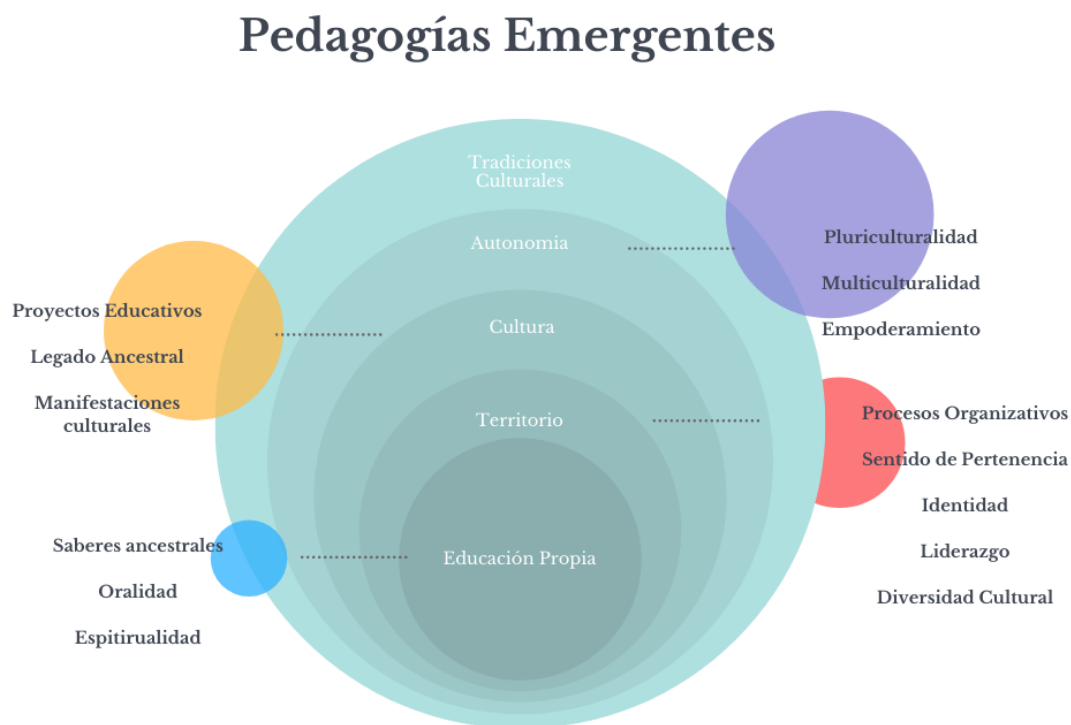 Pedagogías Emergentes
Tradiciones
Culturales
Autonomia
Cultura
Territorio
Educación Propia
Proyectos Educativos
Legado Ancestral
Manifestaciones
culturales
Saberes ancestrales
Oralidad
Espitirualidad
Pluriculturalidad
Multiculturalidad
Empoderamiento
Procesos Organizativos
Sentido de Pertenencia
Identidad
Liderazgo
Diversidad Cultural